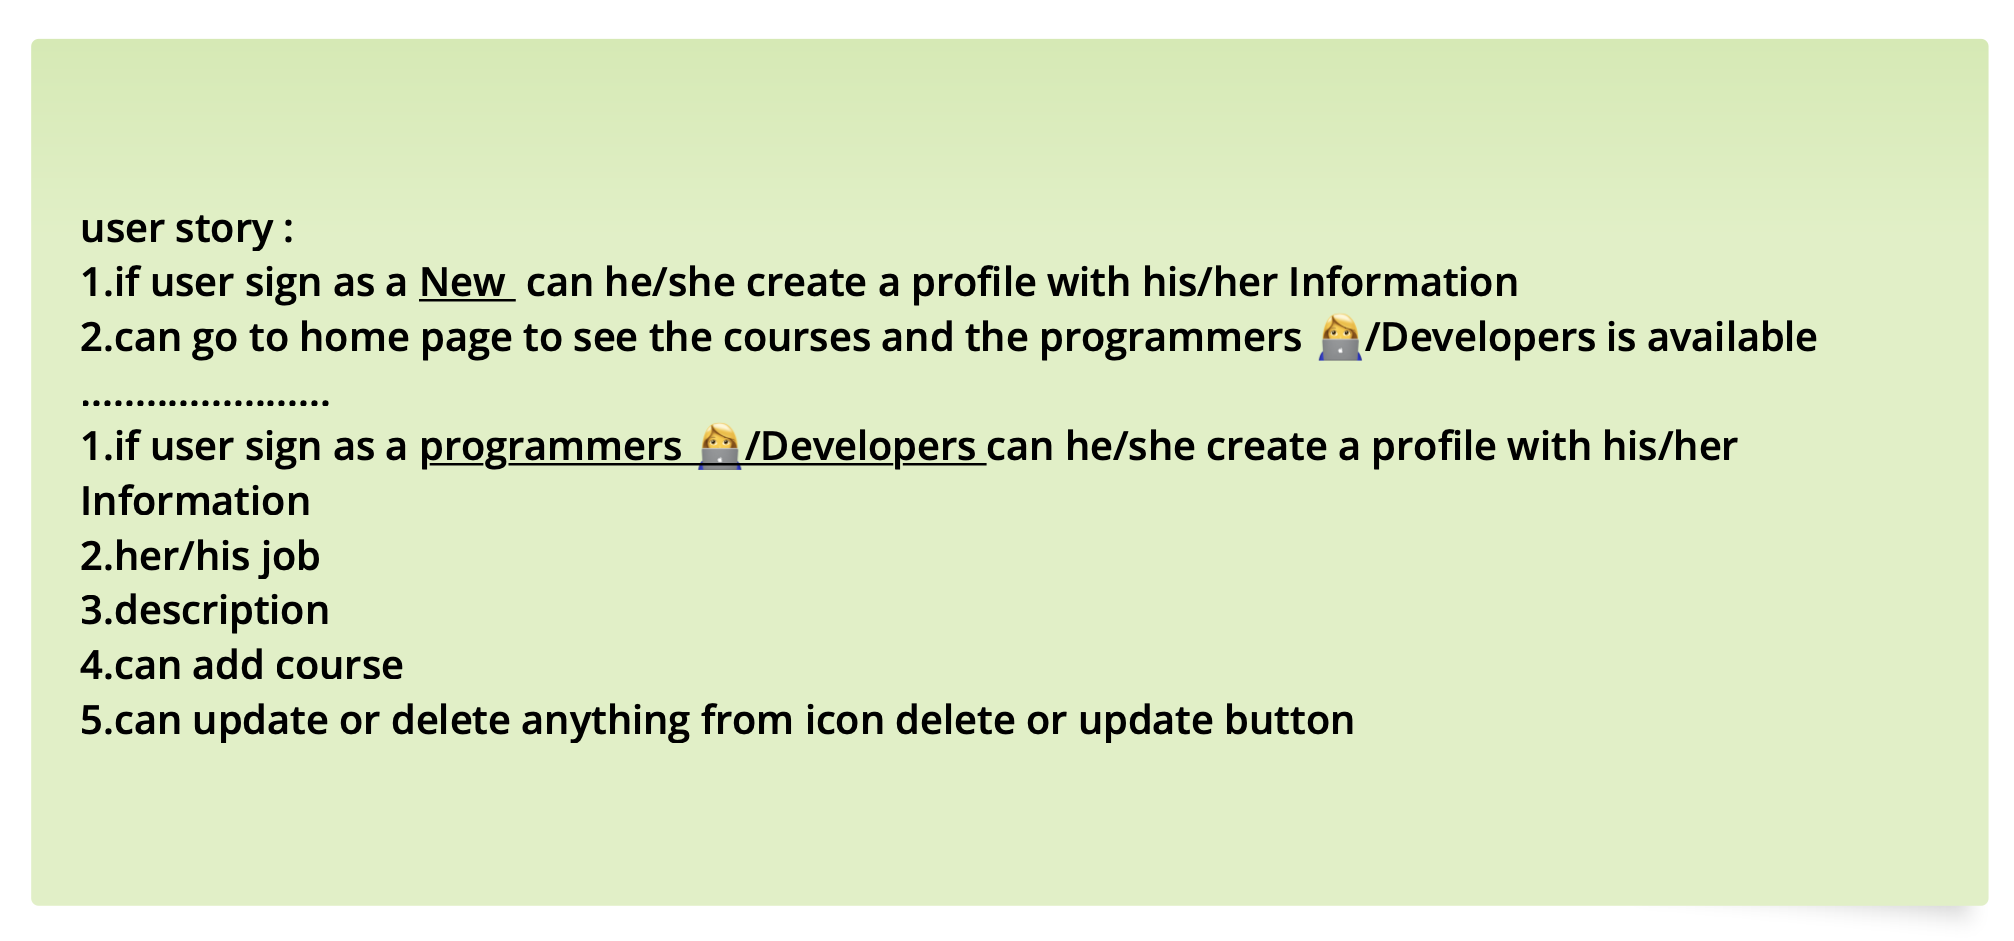 user story :
1.if user sign as a New  can he/she create a profile with his/her Information
2.can go to home page to see the courses and the programmers 👩‍💻/Developers is available
.......................
1.if user sign as a programmers 👩‍💻/Developers can he/she create a profile with his/her
Information
2.her/his job
3.description
4.can add course
5.can update or delete anything from icon delete or update button